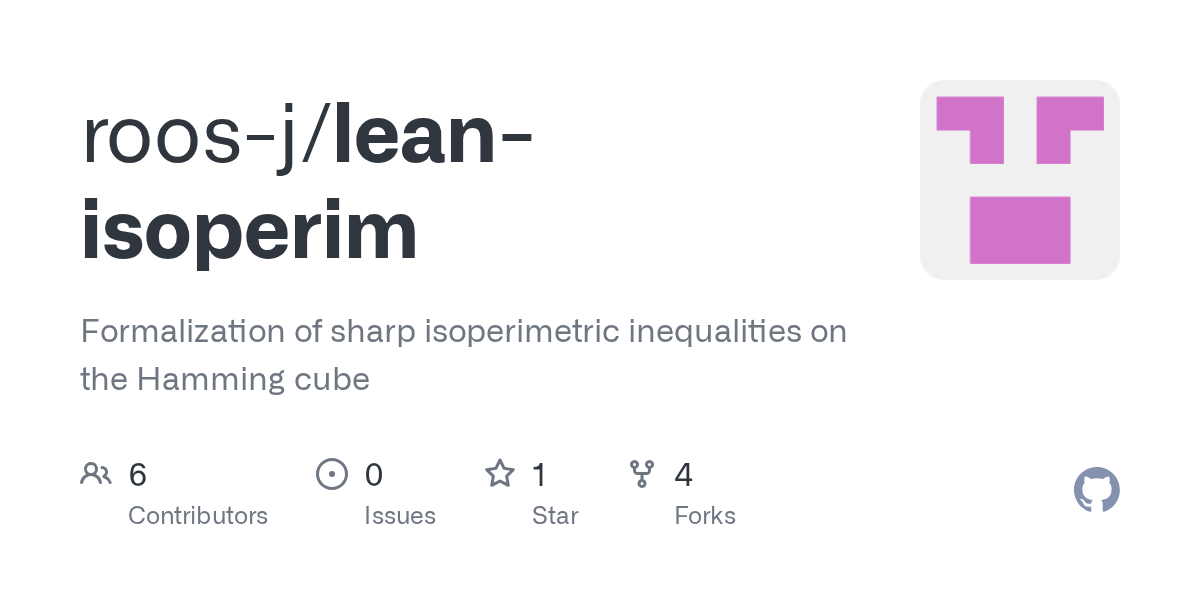 roos-j/lean-
isoperim
Formalization of sharp isoperimetric inequalities on
the Hamming cube
6 0 1 4
Contributors Issues Star Forks